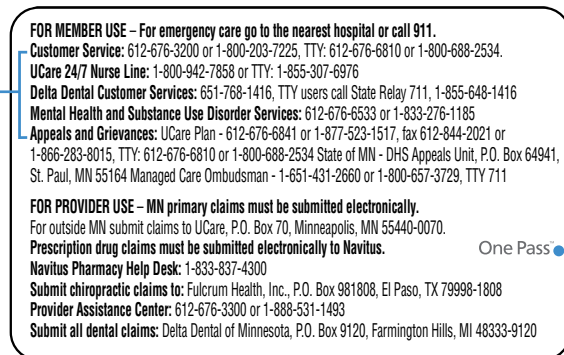 FOR MEMBER USE – For emergency care go to the nearest hospital or call 911.
Customer Service: 612-676-3200 or 1-800-203-7225, TTY: 612-676-6810 or 1-800-688-2534.
UCare 24/7 Nurse Line: 1-800-942-7858 or TTY: 1-855-307-6976
Delta Dental Customer Services: 651-768-1416, TTY users call State Relay 711, 1-855-648-1416
Mental Health and Substance Use Disorder Services: 612-676-6533 or 1-833-276-1185
Appeals and Grievances: UCare Plan - 612-676-6841 or 1-877-523-1517, fax 612-844-2021 or
1-866-283-8015, TTY: 612-676-6810 or 1-800-688-2534 State of MN - DHS Appeals Unit, P.O. Box 64941,
St. Paul, MN 55164 Managed Care Ombudsman - 1-651-431-2660 or 1-800-657-3729, TTY 711
FOR PROVIDER USE – MN primary claims must be submitted electronically.
For outside MN submit claims to UCare, P.O. Box 70, Minneapolis, MN 55440-0070.
Prescription drug claims must be submitted electronically to Navitus.
One Pass™
Navitus Pharmacy Help Desk: 1-833-837-4300
Submit chiropractic claims to: Fulcrum Health, Inc., P.O. Box 981808, El Paso, TX 79998-1808
Provider Assistance Center: 612-676-3300 or 1-888-531-1493
Submit all dental claims: Delta Dental of Minnesota, P.O. Box 9120, Farmington Hills, MI 48333-9120